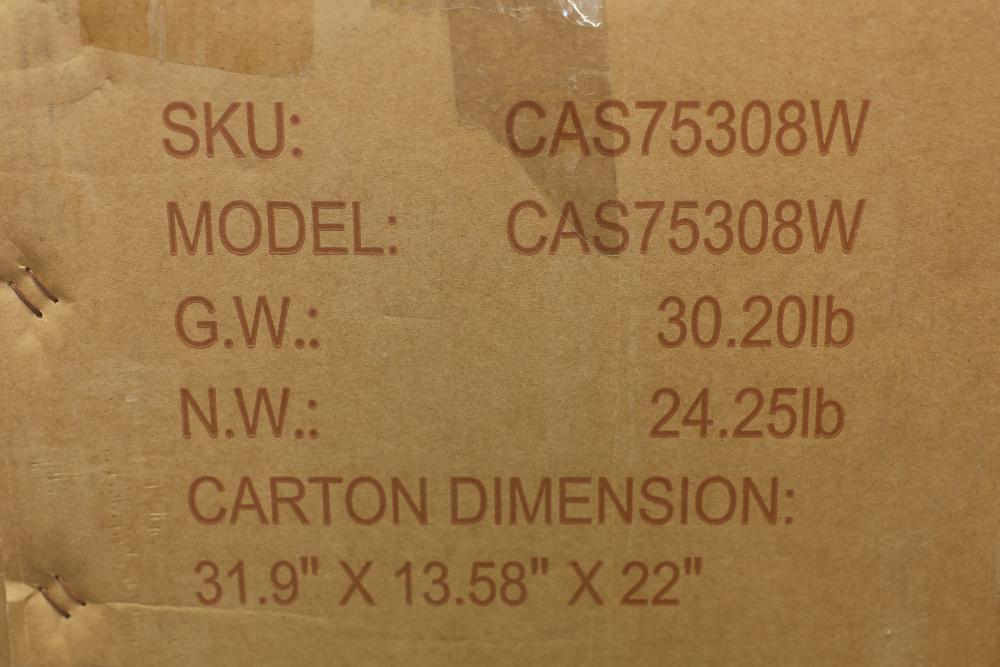 SKU: CAS75308W
MODEL: CAS75308W
G.W.: 30.20lb
N.W.: 24.25lb
CARTON DIMENSION:
31.9" X 13.58" X 22"